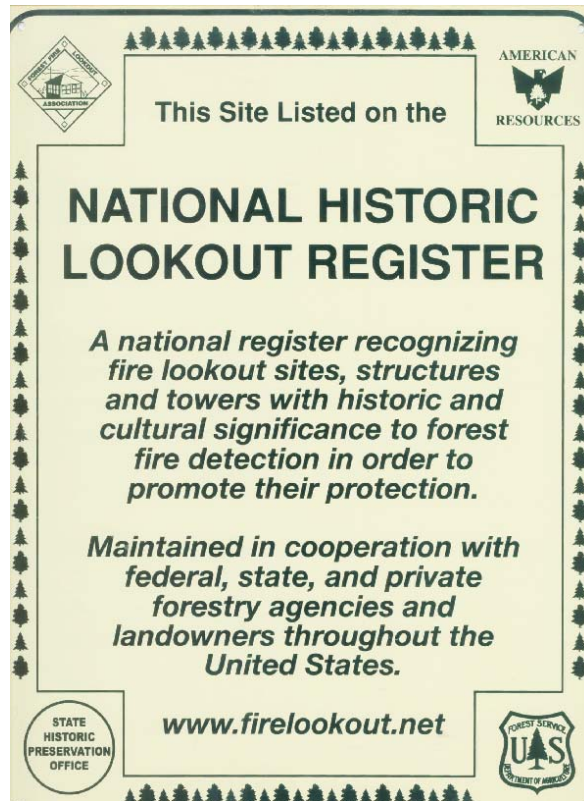 FOREST FIRE LOOKOUT
ASSOCIATION
AMERICAN
RESOURCES
This Site Listed on the
NATIONAL HISTORIC
LOOKOUT REGISTER
A national register recognizing
fire lookout sites, structures
and towers with historic and
cultural significance to forest
fire detection in order to
promote their protection.
Maintained in cooperation with
federal, state, and private
forestry agencies and
landowners throughout the
United States.
STATE
HISTORIC
PRESERVATION
OFFICE
www.firelookout.net
FOREST SERVICE
U S
DEPARTMENT OF AGRICULTURE